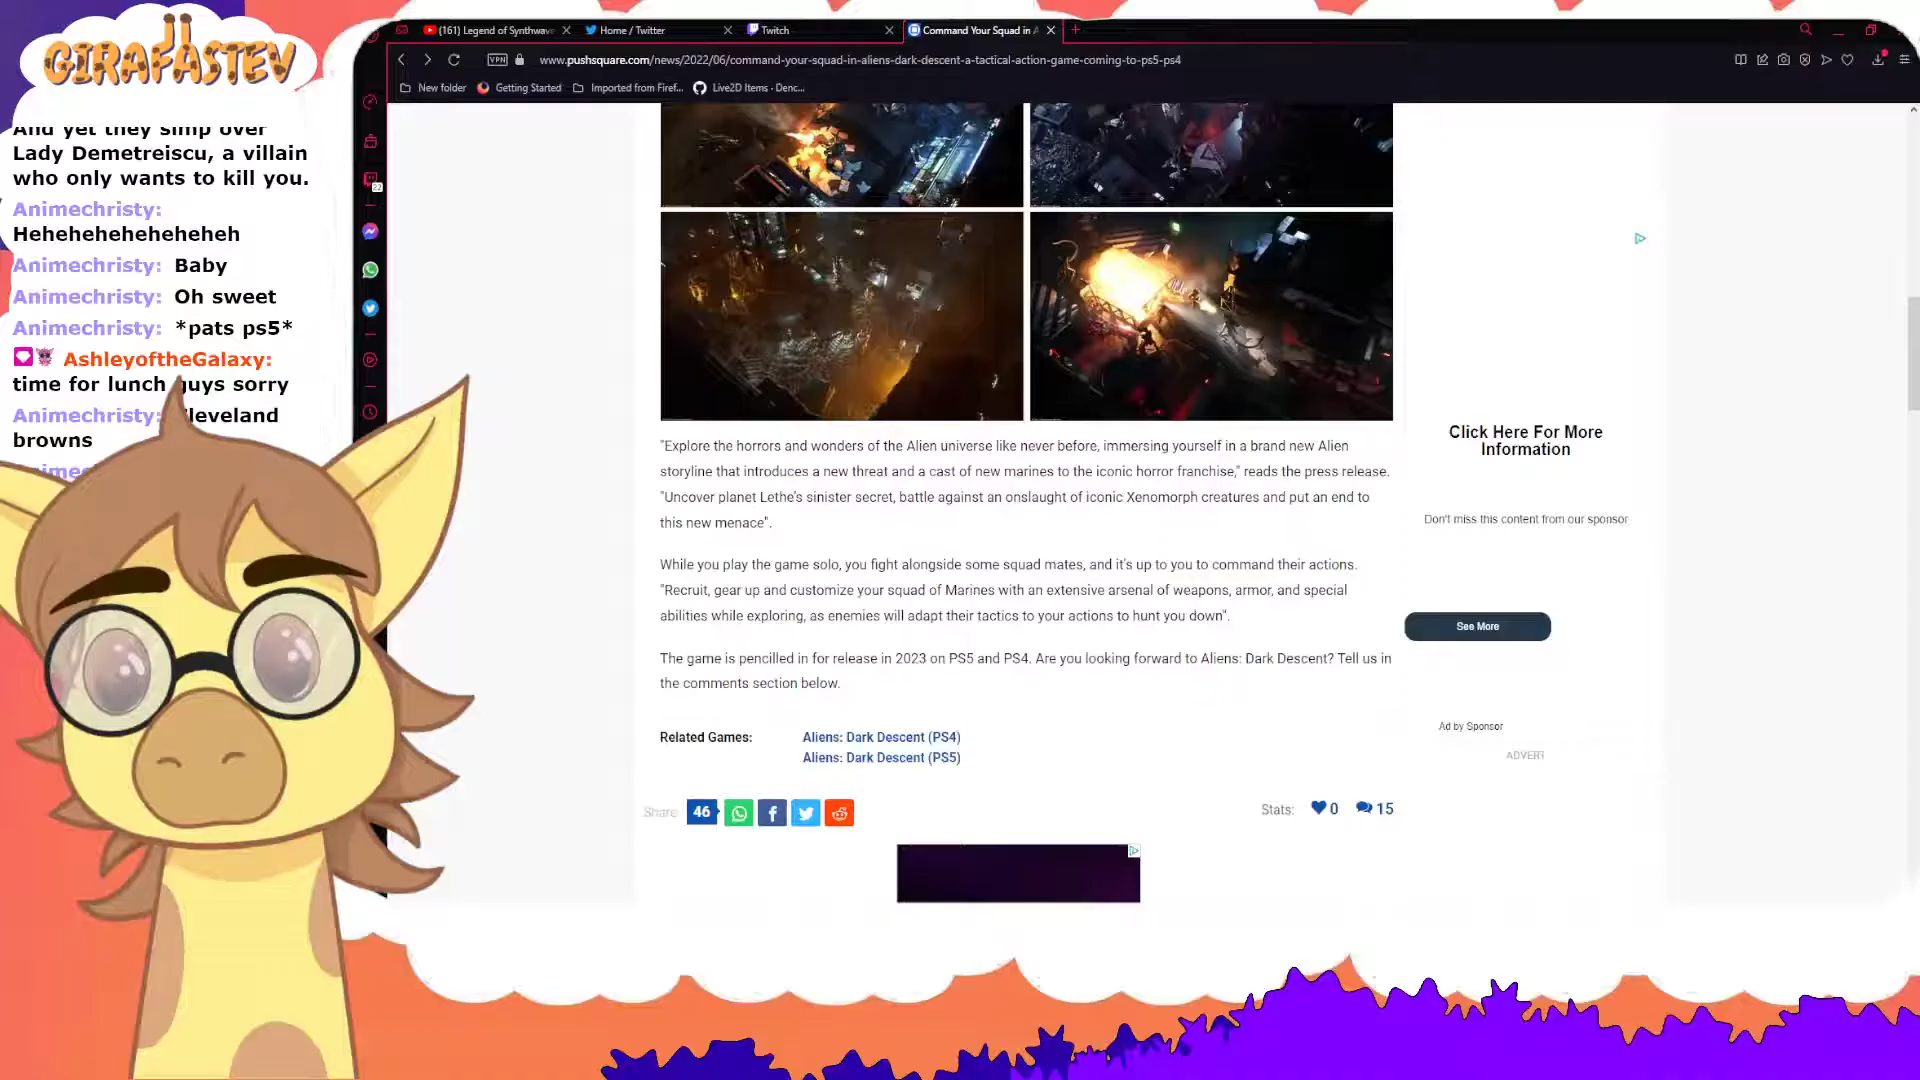 GIRAFASTEV
And yet they simp over
Lady Demetreiscu, a villain
who only wants to kill you.
Animechristy:
Heheheheheheheheh
Animechristy: Baby
Animechristy: Oh sweet
Animechristy: *pats ps5*
AshleyoftheGalaxy:
time for lunch guys sorry
Animechristy: leveland
browns
(161) Legend of Synthwave
Home / Twitter
Twitch
Command Your Squad in A
VPN
www.pushsquare.com/news/2022/06/command-your-squad-in-aliens-dark-descent-a-tactical-action-game-coming-to-ps5-ps4
New folder
Getting Started
Imported from Firef...
Live2D Items - Denc...
22
"Explore the horrors and wonders of the Alien universe like never before, immersing yourself in a brand new Alien
storyline that introduces a new threat and a cast of new marines to the iconic horror franchise," reads the press release.
"Uncover planet Lethe's sinister secret, battle against an onslaught of iconic Xenomorph creatures and put an end to
this new menace".
While you play the game solo, you fight alongside some squad mates, and it's up to you to command their actions.
"Recruit, gear up and customize your squad of Marines with an extensive arsenal of weapons, armor, and special
abilities while exploring, as enemies will adapt their tactics to your actions to hunt you down".
The game is pencilled in for release in 2023 on PS5 and PS4. Are you looking forward to Aliens: Dark Descent? Tell us in
the comments section below.
Related Games:
Aliens: Dark Descent (PS4)
Aliens: Dark Descent (PS5)
Share:
46
Stats:
0
15
Click Here For More
Information
Don't miss this content from our sponsor
See More
Ad by Sponsor
ADVERT